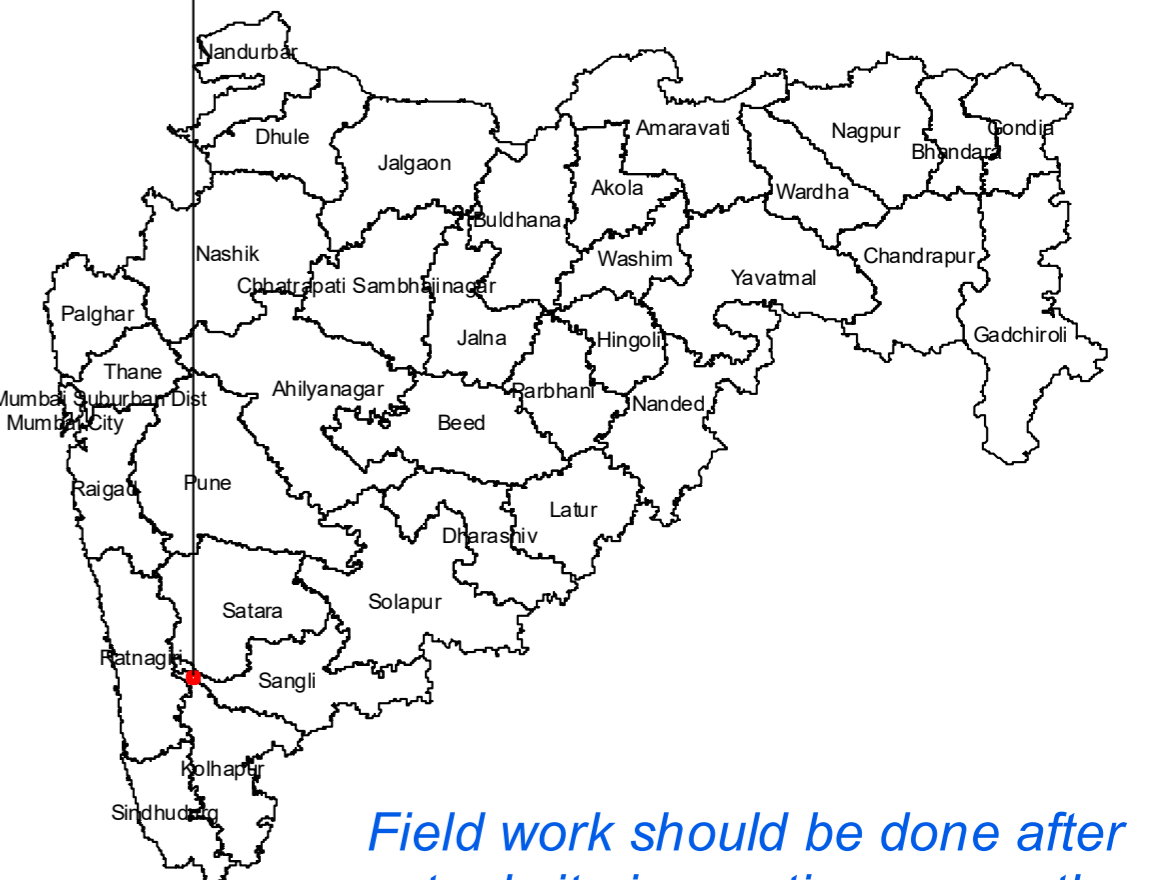 Nandurbar
Dhule
Jalgaon
Amaravati
Nagpur
Gondia
Bhandara
Akola
Wardha
Buldhana
Nashik
Washim
Chandrapur
Yavatmal
Chhatrapati Sambhajinagar
Palghar
Jalna
Hingoli
Gadchiroli
Thane
Ahilyanagar
Parbhani
Mumbai Suburban Dist
Nanded
Mumbai City
Beed
Raigad
Pune
Latur
Dharashiv
Satara
Solapur
Ratnagiri
Sangli
Kolhapur
Sindhudurg
Field work should be done after